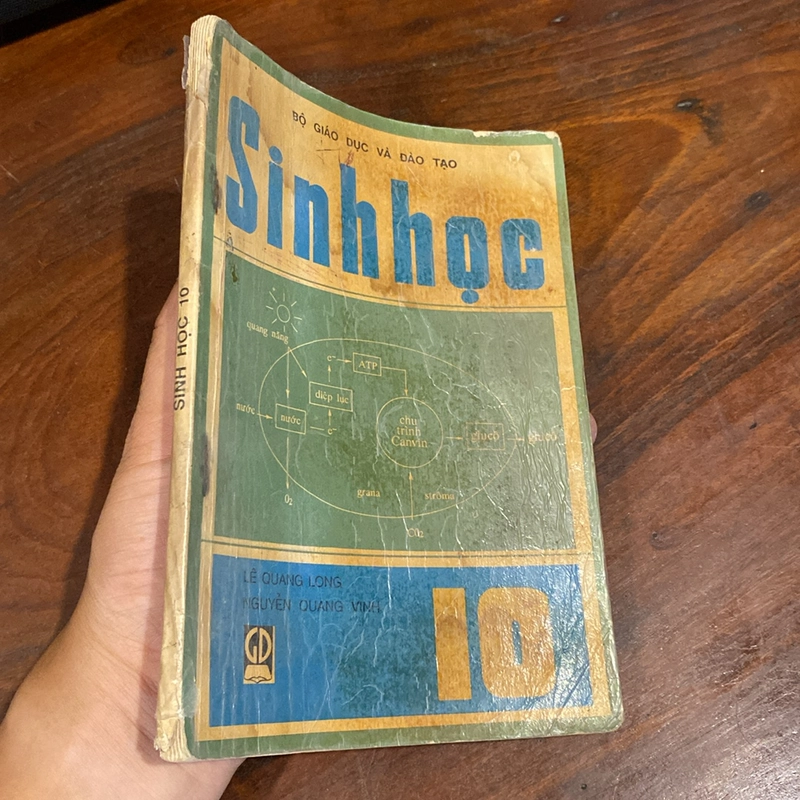 BỘ GIÁO DỤC VÀ ĐÀO TẠO
Sinh học
quang năng
e⁻
ATP
diệp lục
nước
nước
e⁻
chu
trình
Canvin
glucô
glucô
grana
strôma
O₂
CO₂
LÊ QUANG LONG
NGUYỄN QUANG VINH
GD
10
SINH HỌC 10